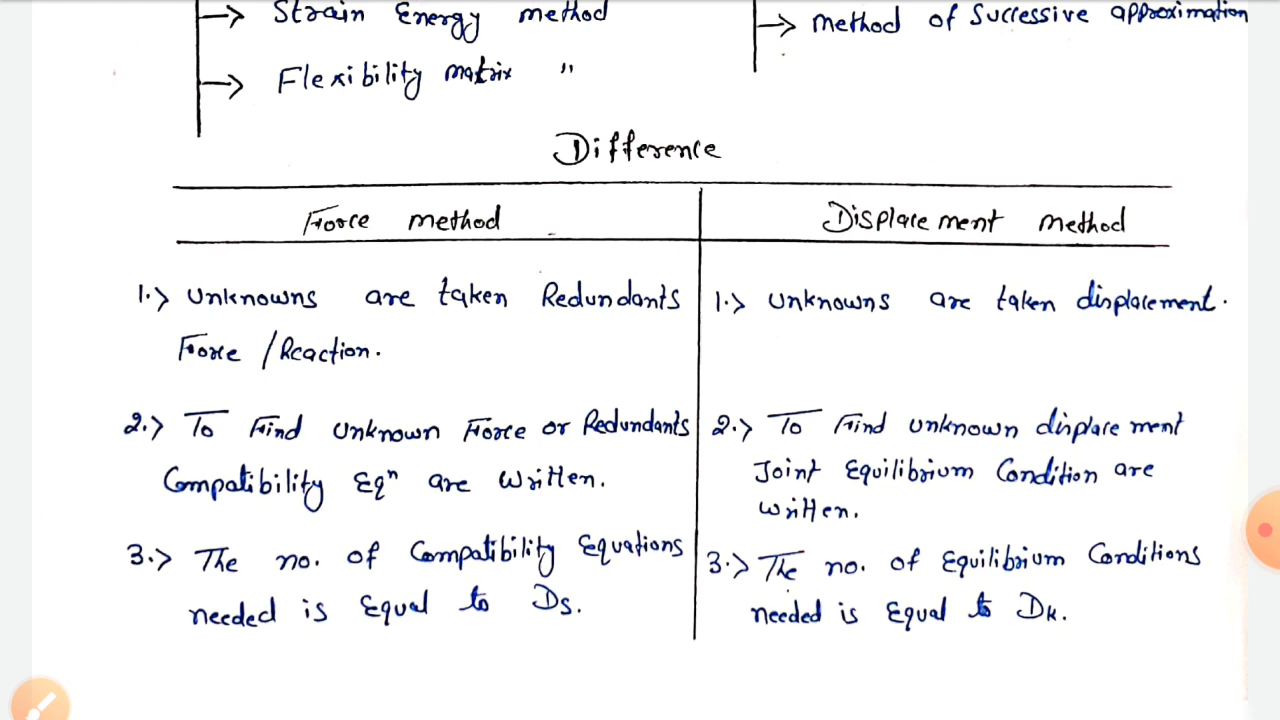 → Strain Energy method
→ method of Successive approximation
→ Flexibility matrix "
Difference
Force method
Displacement method
1.> Unknowns are taken Redundants
Force / Reaction.
1.> Unknowns are taken displacement.
2.> To Find Unknown Force or Redundants
Compatibility Eqⁿ are Written.
2.> To Find unknown displacement
Joint Equilibrium Condition are
written.
3.> The no. of Compatibility Equations
needed is Equal to Ds.
3.> The no. of Equilibrium Conditions
needed is Equal to Dk.